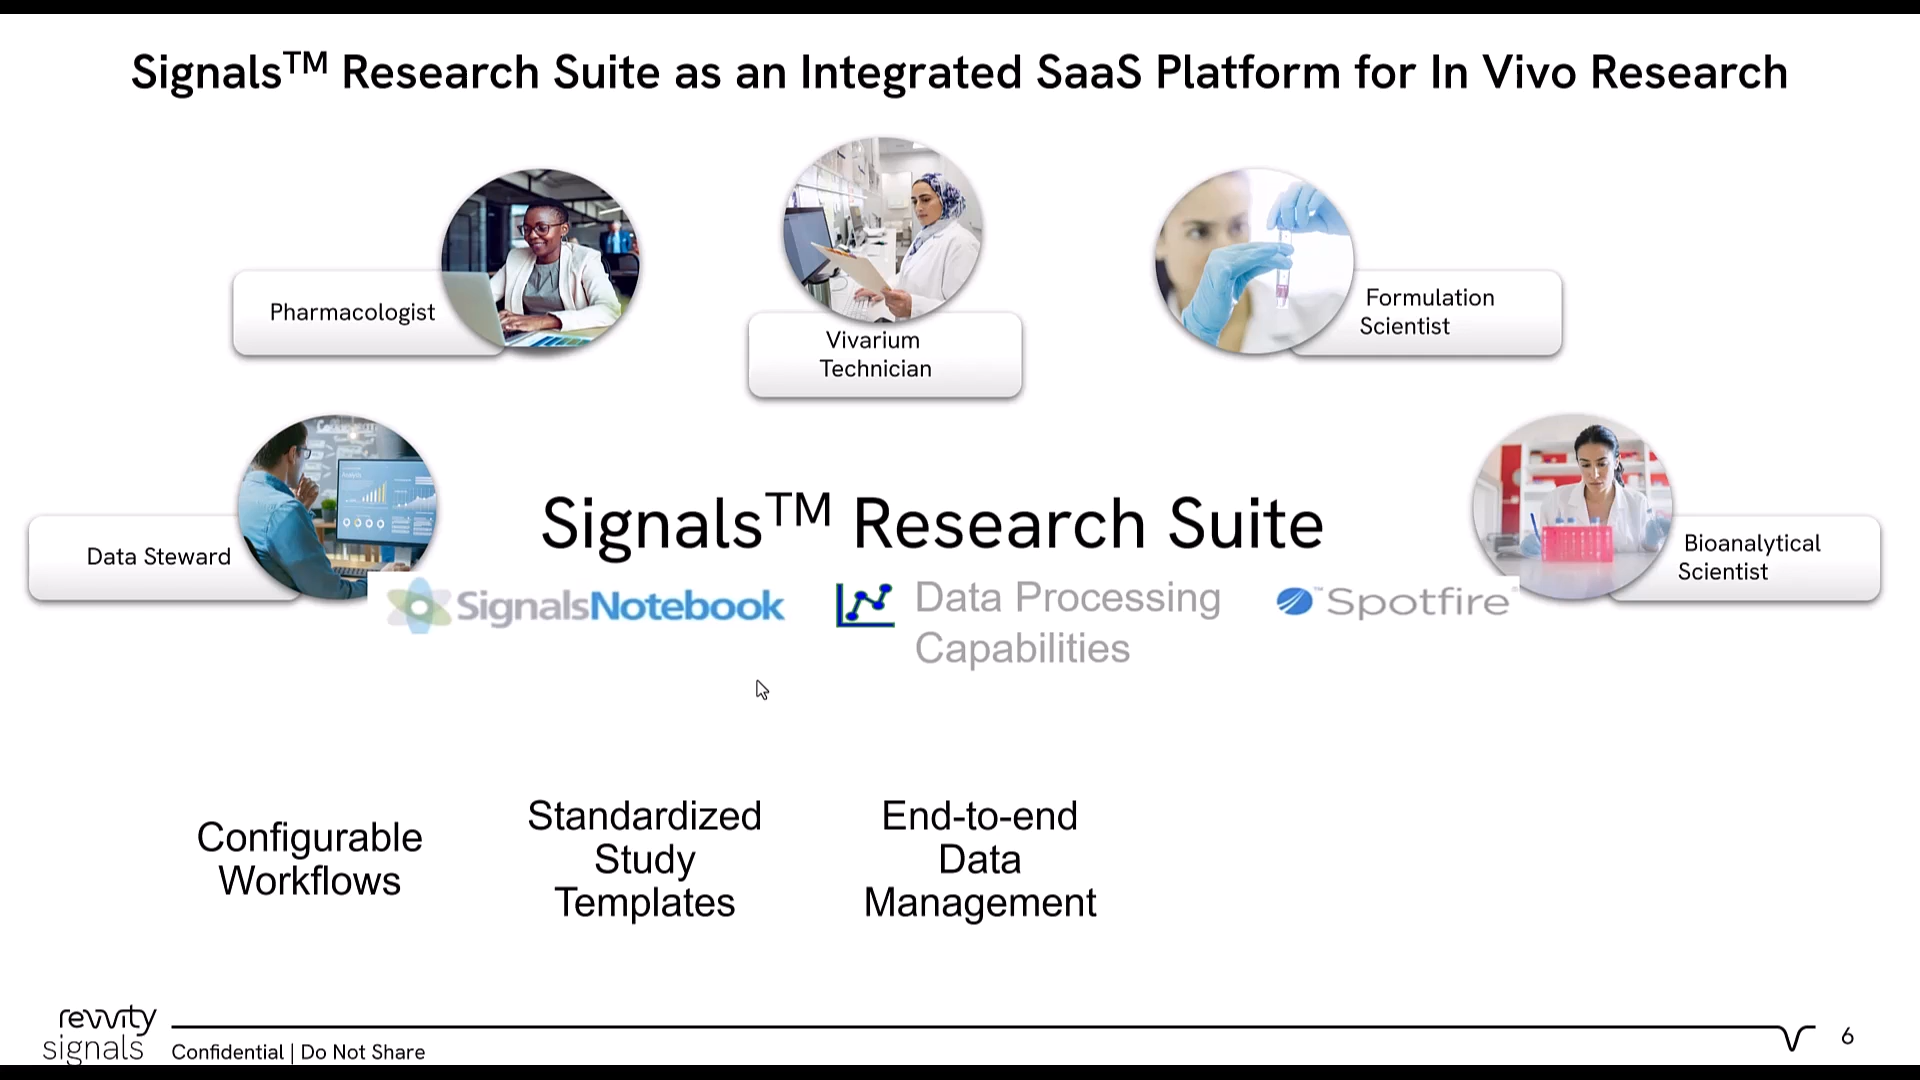 Signals™ Research Suite as an Integrated SaaS Platform for In Vivo Research
Pharmacologist
Vivarium
Technician
Formulation
Scientist
Data Steward
Bioanalytical
Scientist
Signals™ Research Suite
SignalsNotebook
Data Processing
Capabilities
™Spotfire®
Configurable
Workflows
Standardized
Study
Templates
End-to-end
Data
Management
revvity
signals
Confidential | Do Not Share
6